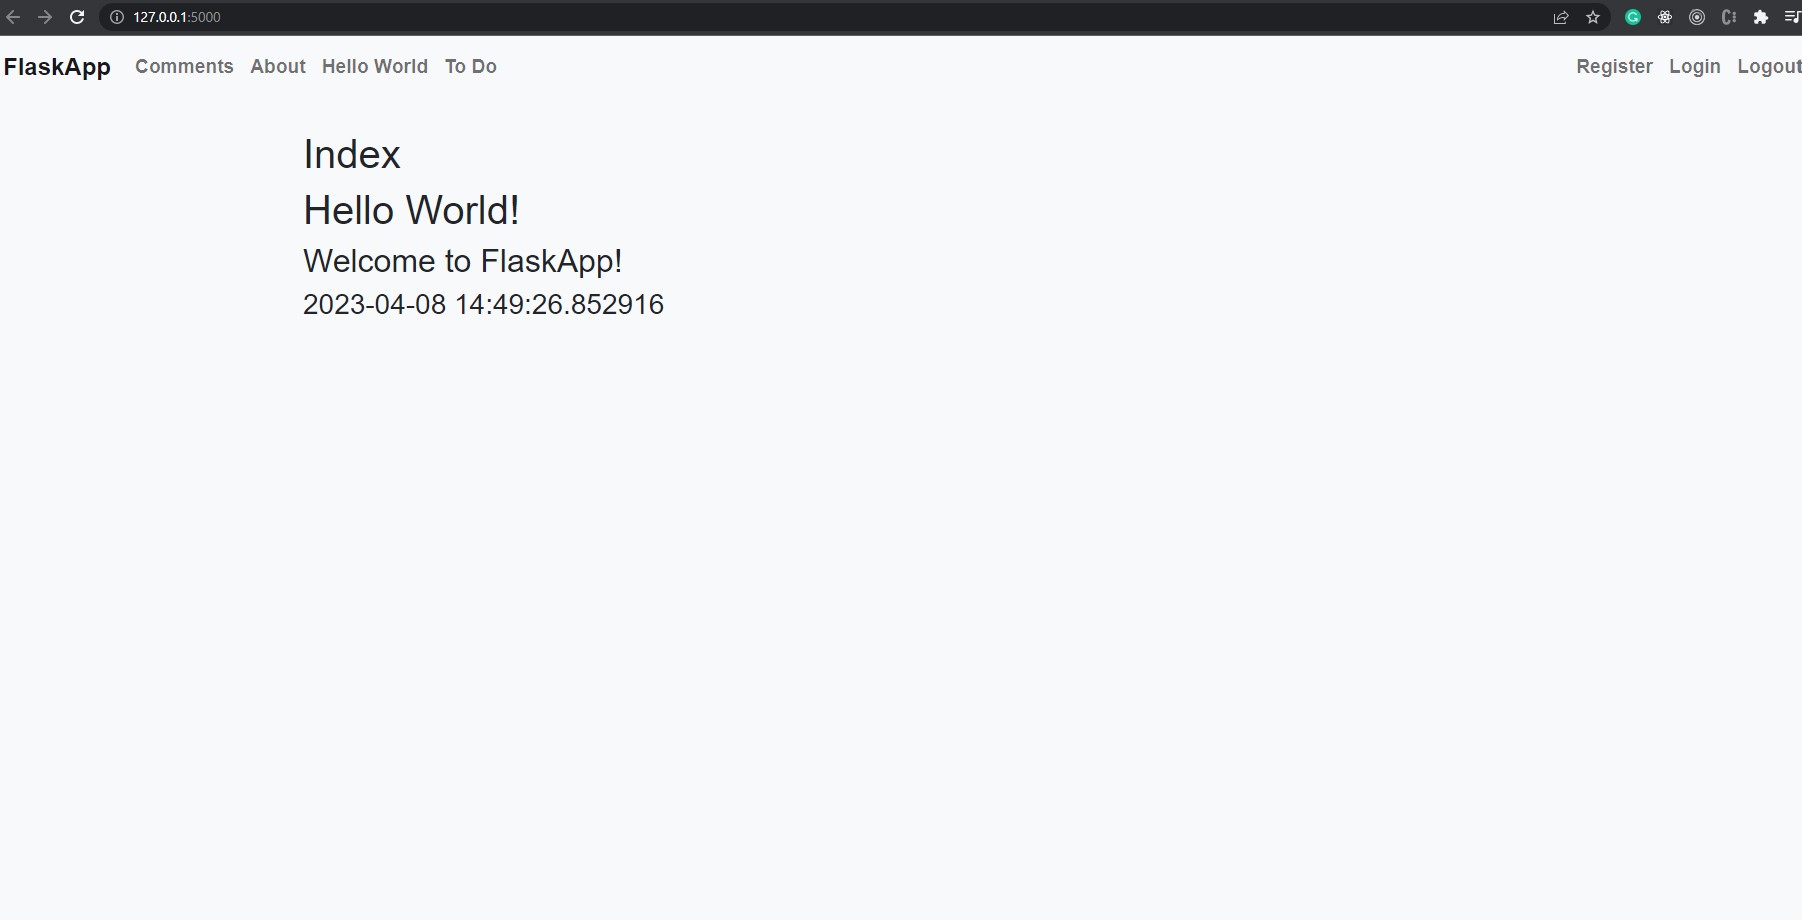 127.0.0.1:5000
FlaskApp Comments About Hello World To Do Register Login Logout
Index
Hello World!
Welcome to FlaskApp!
2023-04-08 14:49:26.852916